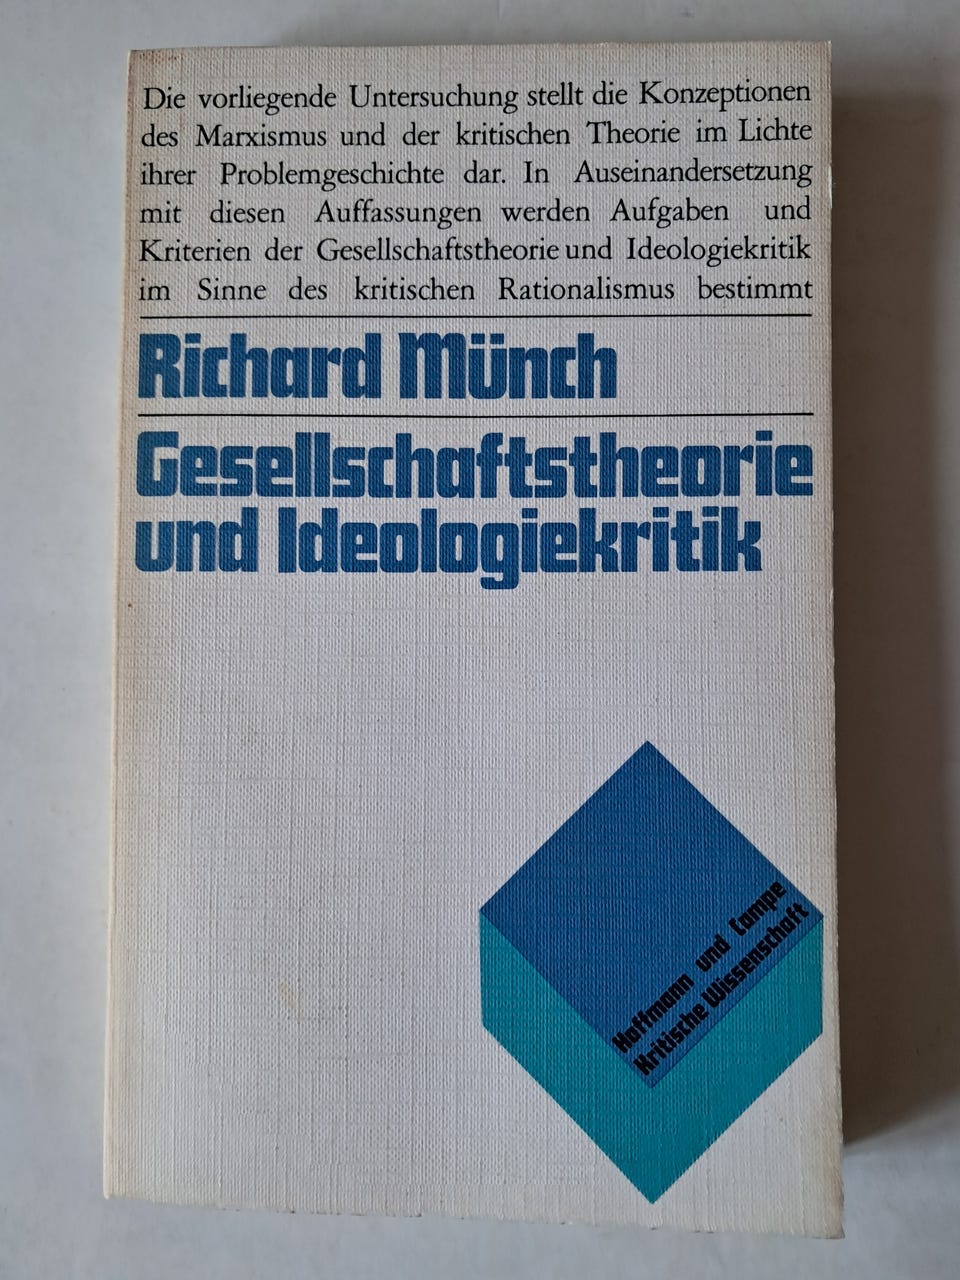 Die vorliegende Untersuchung stellt die Konzeptionen
des Marxismus und der kritischen Theorie im Lichte
ihrer Problemgeschichte dar. In Auseinandersetzung
mit diesen Auffassungen werden Aufgaben und
Kriterien der Gesellschaftstheorie und Ideologiekritik
im Sinne des kritischen Rationalismus bestimmt
Richard Münch
Gesellschaftstheorie
und Ideologiekritik
Hoffmann und Campe
Kritische Wissenschaft